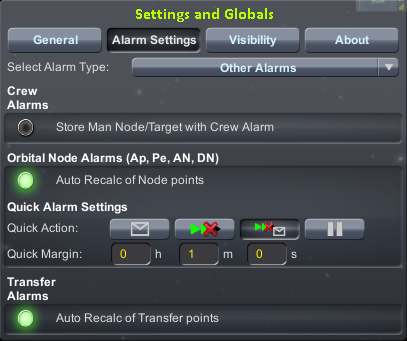 Settings and Globals
General Alarm Settings Visibility About
Select Alarm Type: Other Alarms
Crew
Alarms
Store Man Node/Target with Crew Alarm
Orbital Node Alarms (Ap, Pe, AN, DN)
Auto Recalc of Node points
Quick Alarm Settings
Quick Action:
Quick Margin: 0 h 1 m 0 s
Transfer
Alarms
Auto Recalc of Transfer points